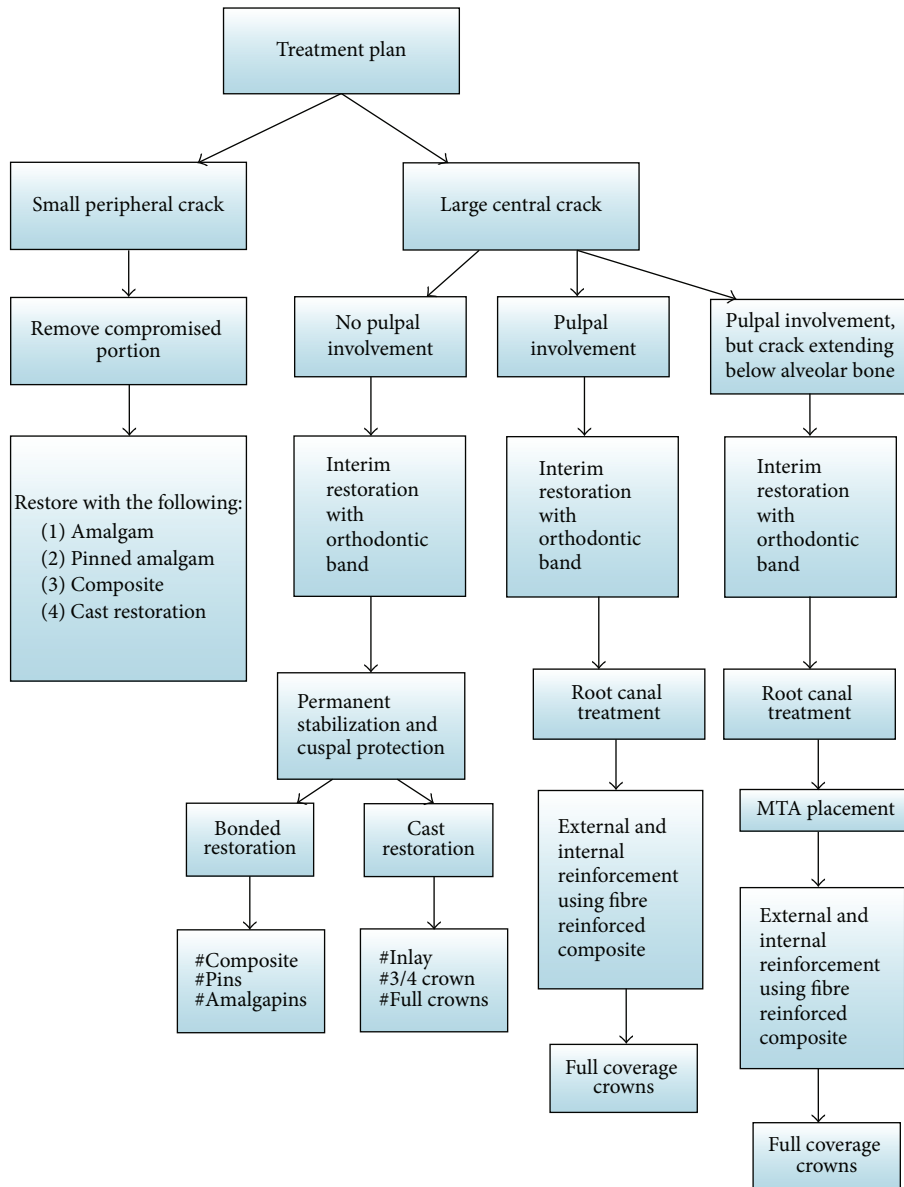 Treatment plan
Small peripheral crack
Large central crack
Remove compromised
portion
No pulpal
involvement
Pulpal
involvement
Pulpal involvement,
but crack extending
below alveolar bone
Restore with the following:
(1) Amalgam
(2) Pinned amalgam
(3) Composite
(4) Cast restoration
Interim
restoration
with
orthodontic
band
Interim
restoration
with
orthodontic
band
Interim
restoration
with
orthodontic
band
Permanent
stabilization and
cuspal protection
Root canal
treatment
Root canal
treatment
Bonded
restoration
Cast
restoration
MTA placement
External and
internal
reinforcement
using fibre
reinforced
composite
#Composite
#Pins
#Amalgapins
#Inlay
#3/4 crown
#Full crowns
External and
internal
reinforcement
using fibre
reinforced
composite
Full coverage
crowns
Full coverage
crowns